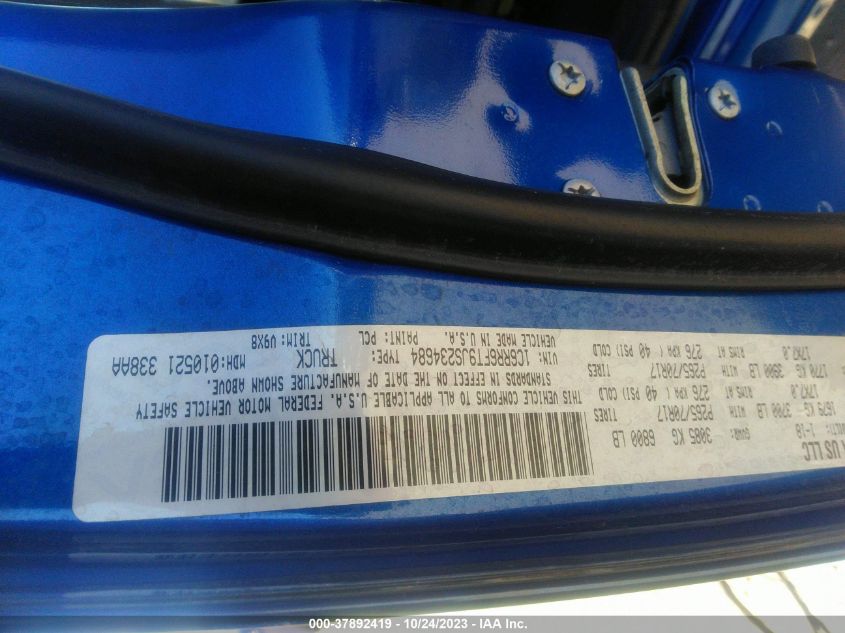 US LLC
1-18 GVWR: 3085 KG 6800 LB
1679 KG 3700 LB WITH P265/70R17 TIRES
17X7.0 RIMS AT 276 KPA ( 40 PSI) COLD
1770 KG 3900 LB WITH P265/70R17 TIRES
17X7.0 RIMS AT 276 KPA ( 40 PSI) COLD
THIS VEHICLE CONFORMS TO ALL APPLICABLE U.S.A. FEDERAL MOTOR VEHICLE SAFETY
STANDARDS IN EFFECT ON THE DATE OF MANUFACTURE SHOWN ABOVE.
VIN: 1C6RR6FT9JS234684 TYPE: TRUCK MDH:010521 338AA
VEHICLE MADE IN U.S.A. PAINT: PCL TRIM: V9X8
000-37892419 - 10/24/2023 - IAA Inc.